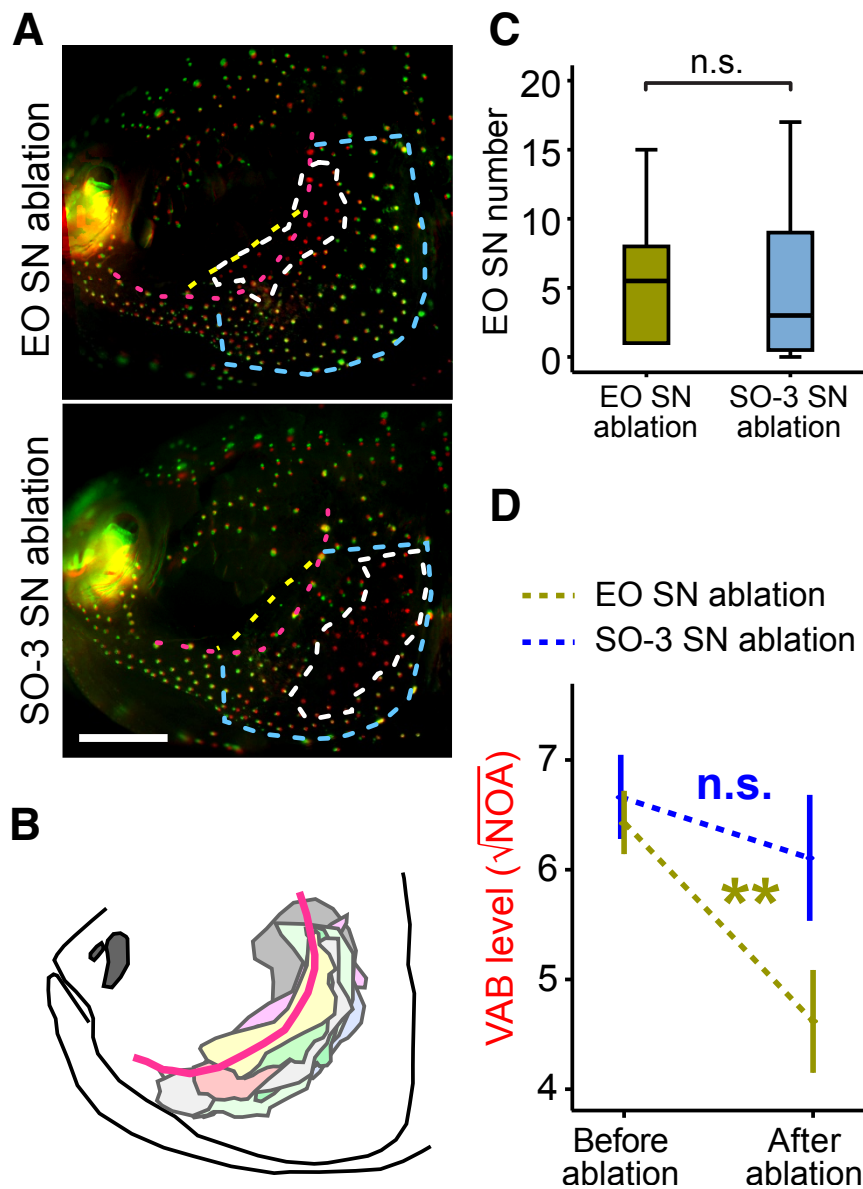 A
EO SN ablation
SO-3 SN ablation
B
C
n.s.
EO SN number
20
15
10
5
0
EO SN
ablation
SO-3 SN
ablation
D
EO SN ablation
SO-3 SN ablation
VAB level (√NOA)
7
6
5
4
n.s.
**
Before
ablation
After
ablation